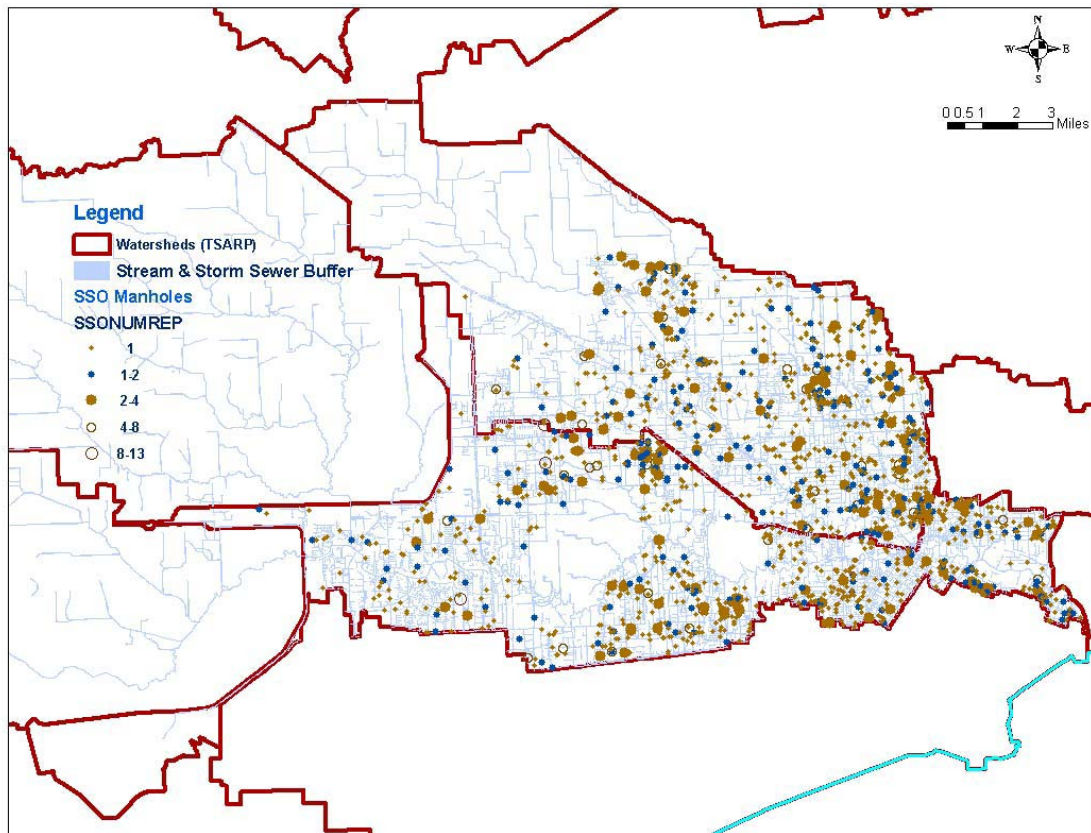 N
W E
S
0 0.5 1 2 3
Miles
Legend
Watersheds (TSARP)
Stream & Storm Sewer Buffer
SSO Manholes
SSONUMREP
1
1-2
2-4
4-8
8-13